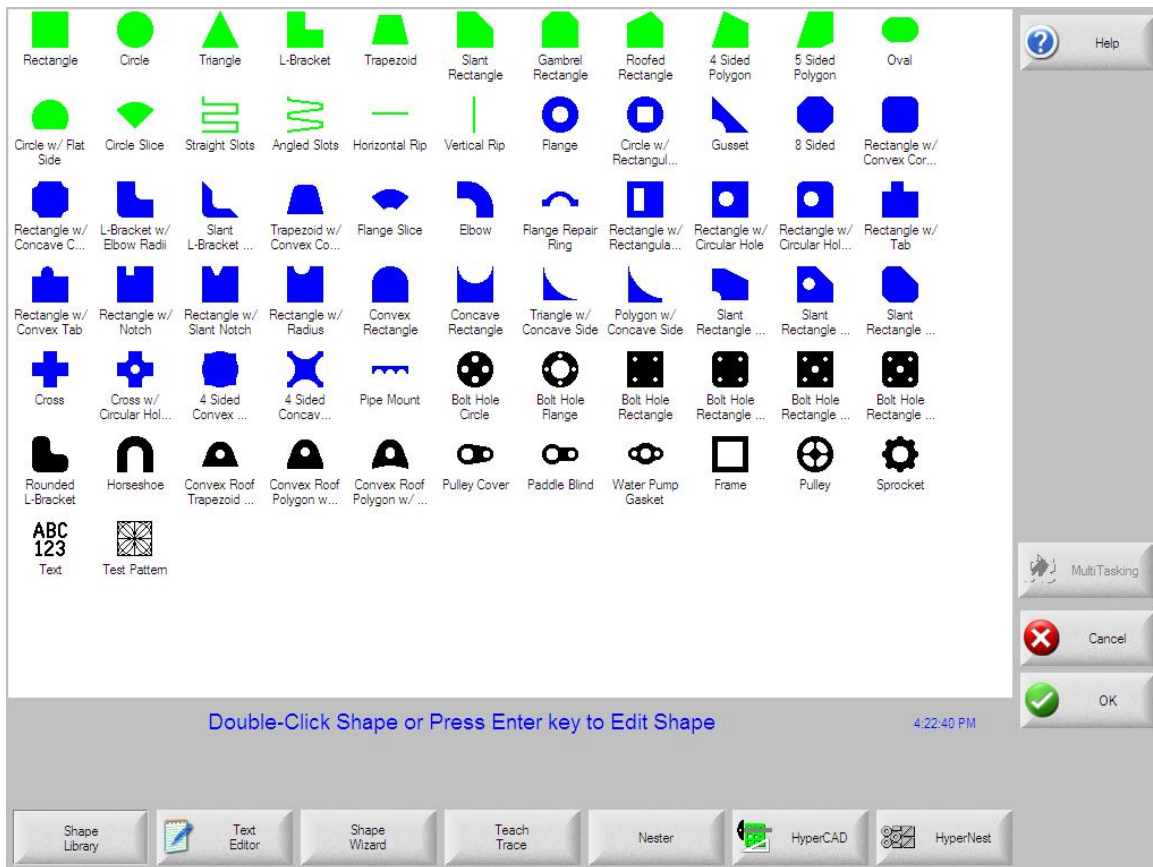 Rectangle
Circle
Triangle
L-Bracket
Trapezoid
Slant
Rectangle
Gambrel
Rectangle
Roofed
Rectangle
4 Sided
Polygon
5 Sided
Polygon
Oval
Circle w/ Flat
Side
Circle Slice
Straight Slots
Angled Slots
Horizontal Rip
Vertical Rip
Flange
Circle w/
Rectangul...
Gusset
8 Sided
Rectangle w/
Convex Cor...
Rectangle w/
Concave C...
L-Bracket w/
Elbow Radii
Slant
L-Bracket ...
Trapezoid w/
Convex Co...
Flange Slice
Elbow
Flange Repair
Ring
Rectangle w/
Rectangula...
Rectangle w/
Circular Hole
Rectangle w/
Circular Hol...
Rectangle w/
Tab
Rectangle w/
Convex Tab
Rectangle w/
Notch
Rectangle w/
Slant Notch
Rectangle w/
Radius
Convex
Rectangle
Concave
Rectangle
Triangle w/
Concave Side
Polygon w/
Concave Side
Slant
Rectangle ...
Slant
Rectangle ...
Slant
Rectangle ...
Cross
Cross w/
Circular Hol...
4 Sided
Convex ...
4 Sided
Concav...
Pipe Mount
Bolt Hole
Circle
Bolt Hole
Flange
Bolt Hole
Rectangle
Bolt Hole
Rectangle ...
Bolt Hole
Rectangle ...
Bolt Hole
Rectangle ...
Rounded
L-Bracket
Horseshoe
Convex Roof
Trapezoid ...
Convex Roof
Polygon w...
Convex Roof
Polygon w/ ...
Pulley Cover
Paddle Blind
Water Pump
Gasket
Frame
Pulley
Sprocket
ABC
123
Text
Test Pattern
Help
MultiTasking
Cancel
OK
Double-Click Shape or Press Enter key to Edit Shape
4:22:40 PM
Shape
Library
Text
Editor
Shape
Wizard
Teach
Trace
Nester
HyperCAD
HyperNest